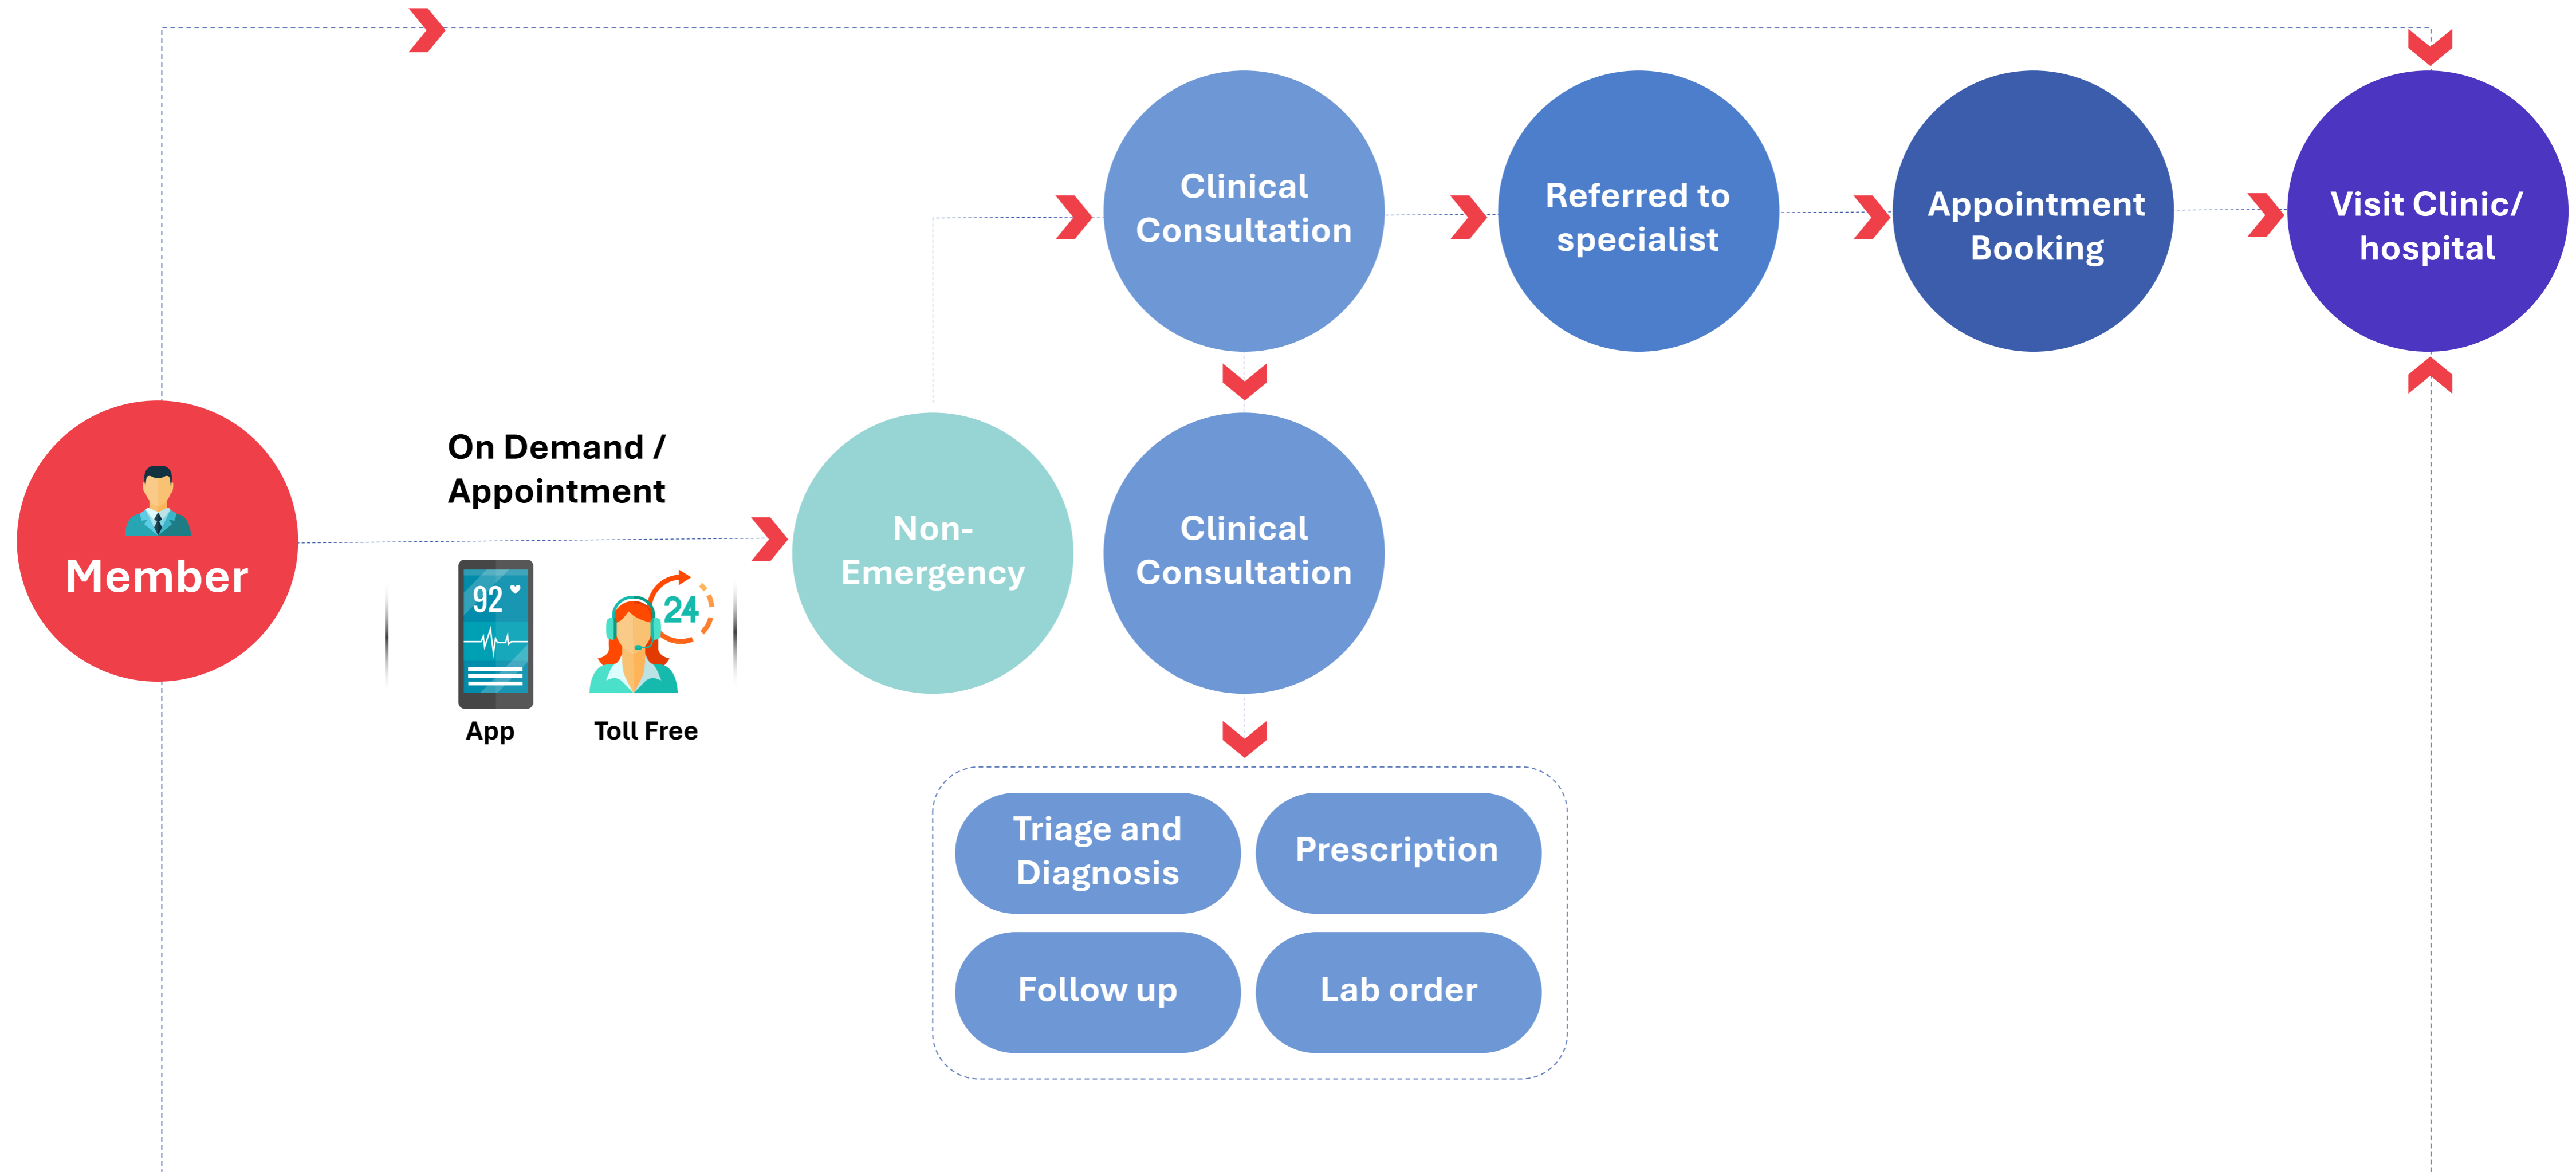 Clinical
Consultation
Referred to
specialist
Appointment
Booking
Visit Clinic/
hospital
Member
On Demand /
Appointment
92
24
App
Toll Free
Non-
Emergency
Clinical
Consultation
Triage and
Diagnosis
Prescription
Follow up
Lab order